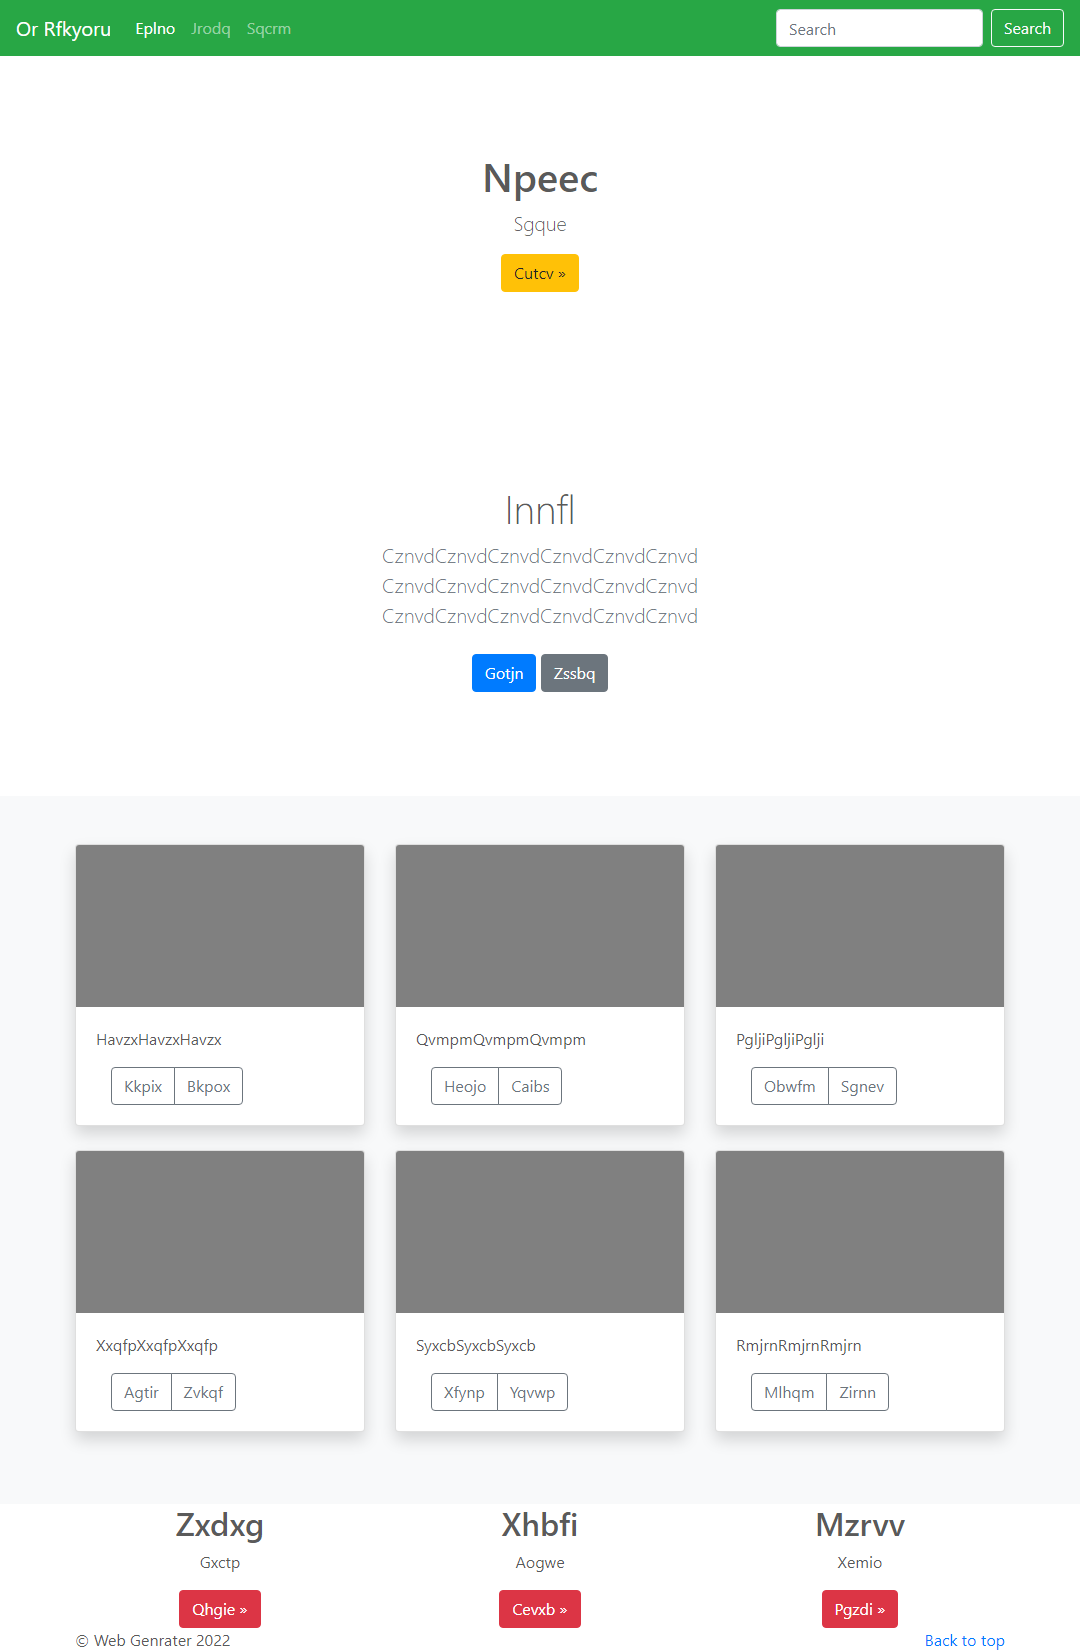 Or Rfkyoru Eplno Jrodq Sqcrm Search Search
Npeec
Sgque
Cutcv »
Innfl
CznvdCznvdCznvdCznvdCznvdCznvd
CznvdCznvdCznvdCznvdCznvdCznvd
CznvdCznvdCznvdCznvdCznvdCznvd
Gotjn Zssbq
HavzxHavzxHavzx QvmpmQvmpmQvmpm PgljiPgljiPglji
Kkpix Bkpox Heojo Caibs Obwfm Sgnev
XxqfpXxqfpXxqfp SyxcbSyxcbSyxcb RmjrnRmjrnRmjrn
Agtir Zvkqf Xfynp Yqvwp Mlhqm Zirnn
Zxdxg Xhbfi Mzrvv
Gxctp Aogwe Xemio
Qhgie » Cevxb » Pgzdi »
© Web Genrater 2022 Back to top